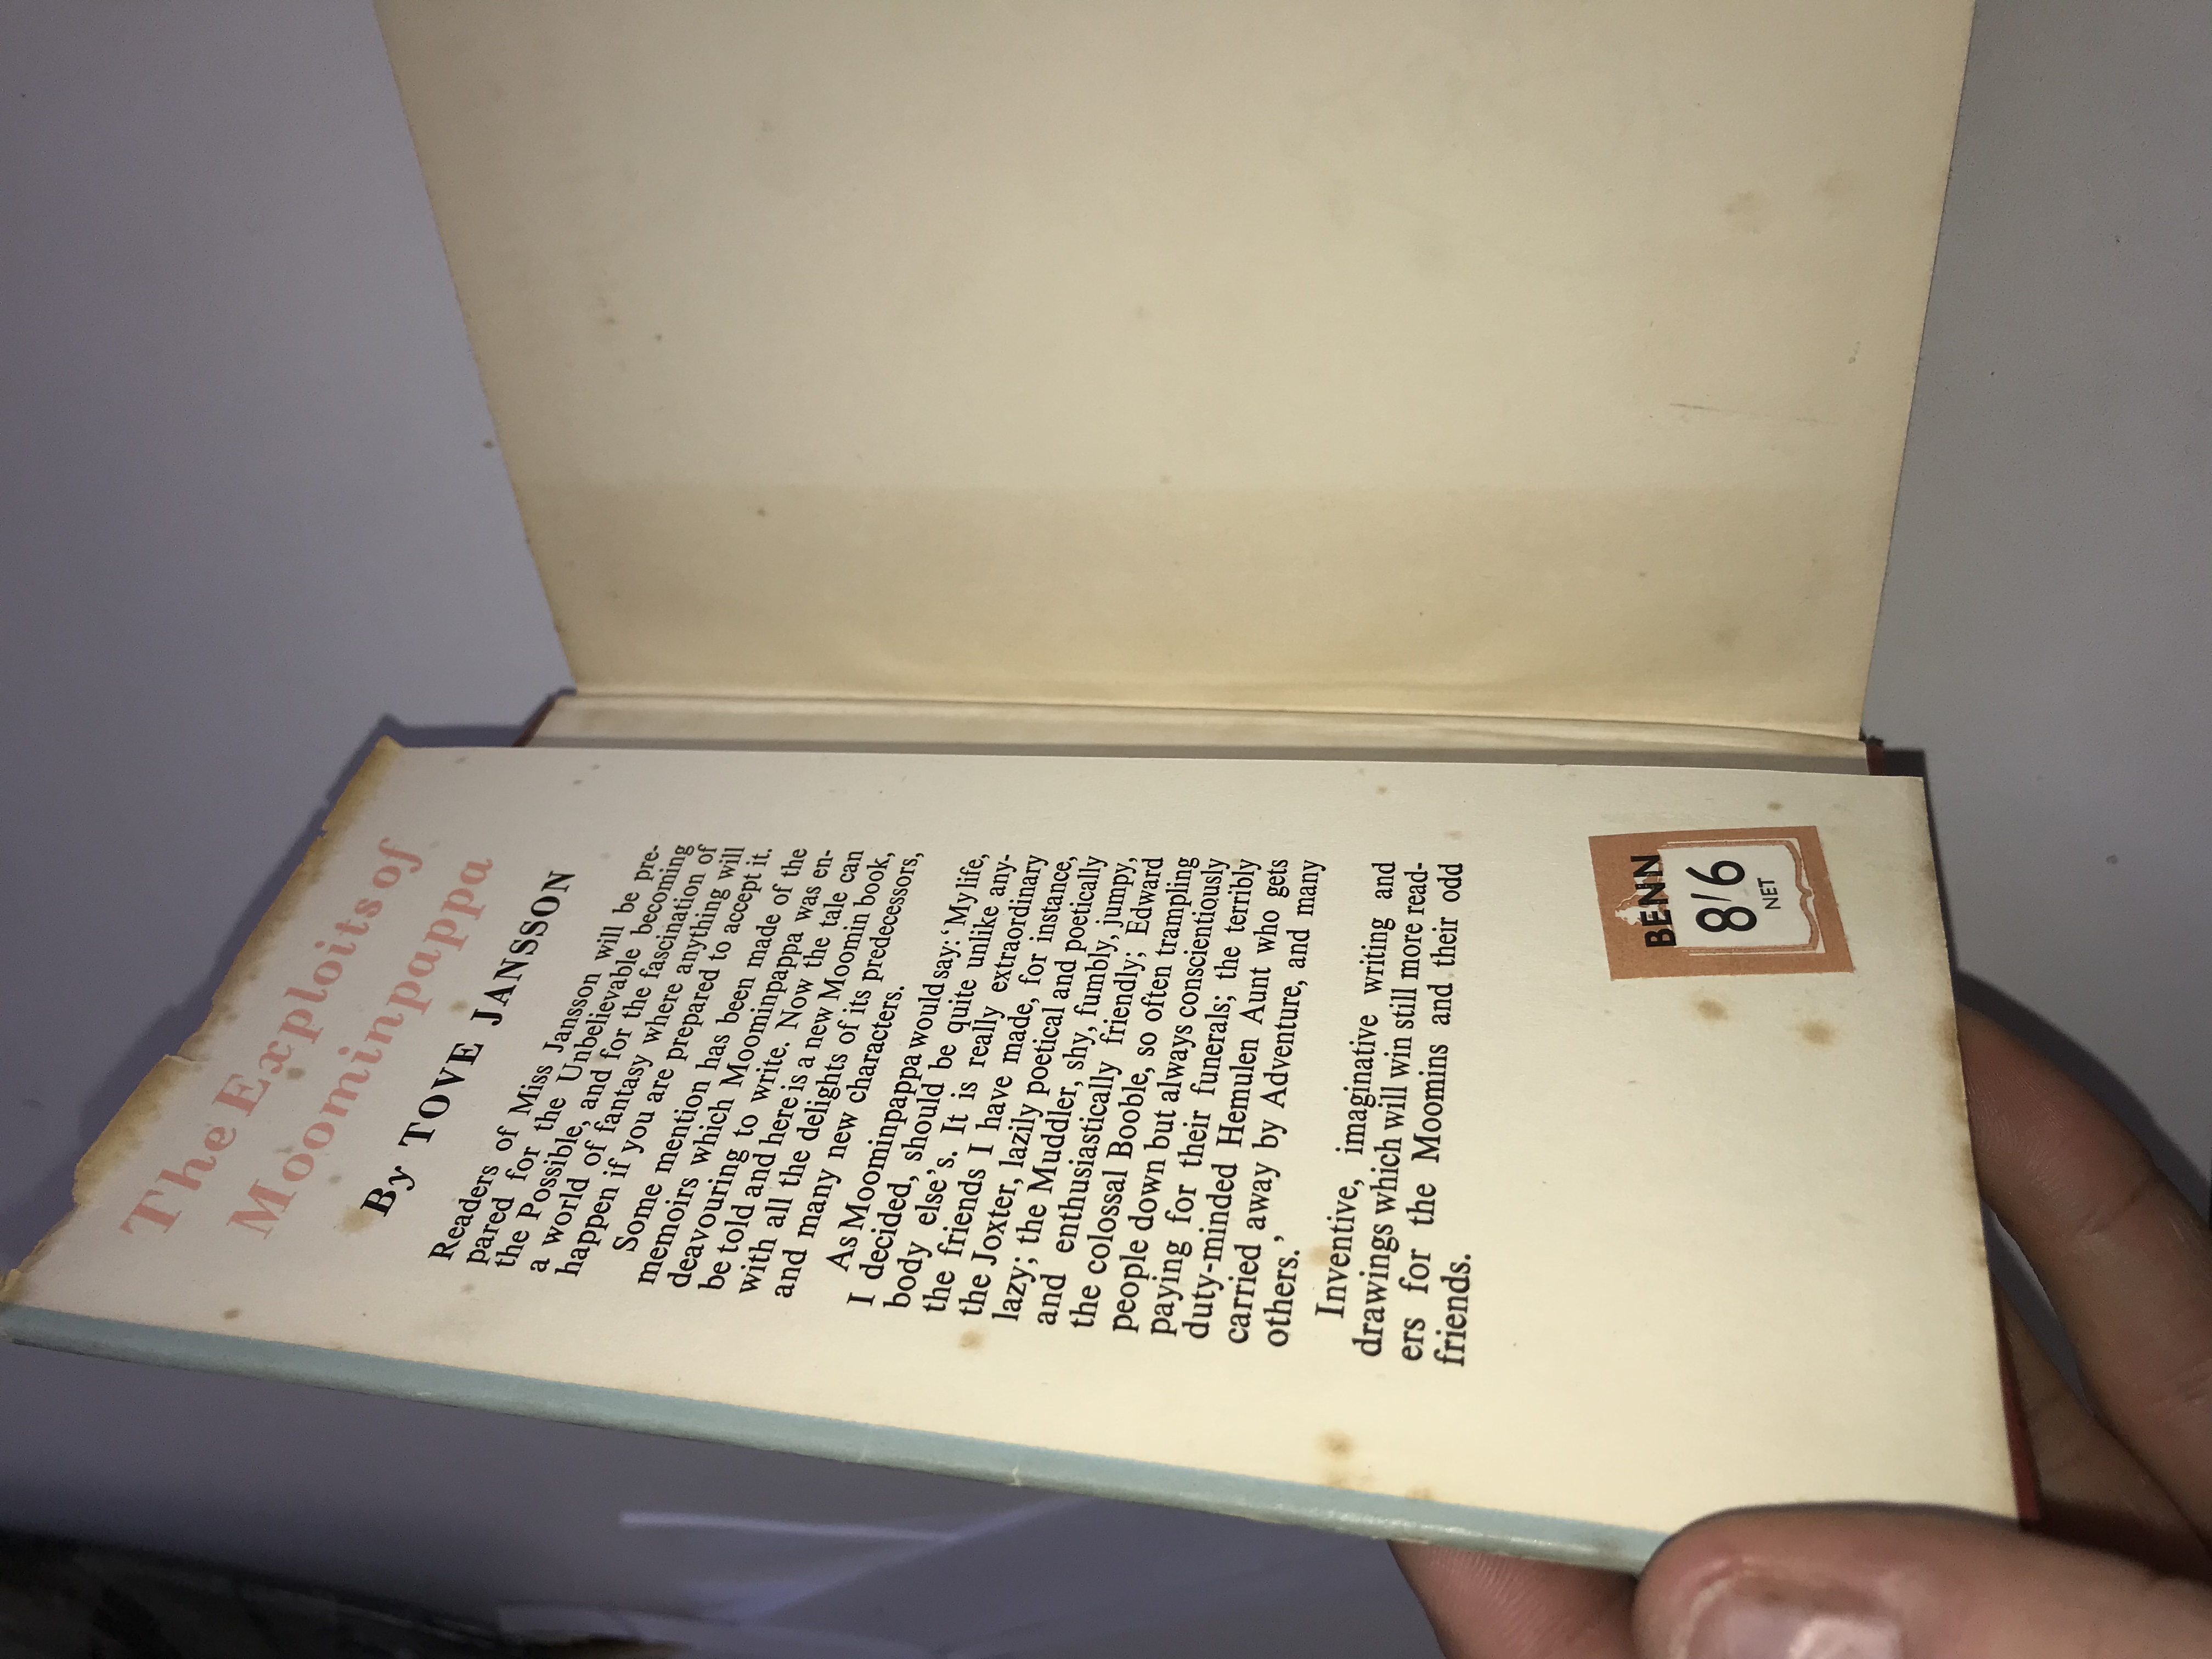 The Exploits of
Moominpappa
By TOVE JANSSON
Readers of Miss Jansson will be pre-
pared for the Unbelievable becoming
the Possible, and for the fascination of
a world of fantasy where anything will
happen if you are prepared to accept it.
Some mention has been made of the
memoirs which Moominpappa was en-
deavouring to write. Now the tale can
be told and here is a new Moomin book,
with all the delights of its predecessors,
and many new characters.
As Moominpappa would say: 'My life,
I decided, should be quite unlike any-
body else's. It is really extraordinary
the friends I have made, for instance,
the Joxter, lazily poetical and poetically
lazy; the Muddler, shy, fumbly, jumpy,
and enthusiastically friendly; Edward
the colossal Booble, so often trampling
people down but always conscientiously
paying for their funerals; the terribly
duty-minded Hemulen Aunt who gets
carried away by Adventure, and many
others.'
Inventive, imaginative writing and
drawings which will win still more read-
ers for the Moomins and their odd
friends.
BENN
8/6
NET